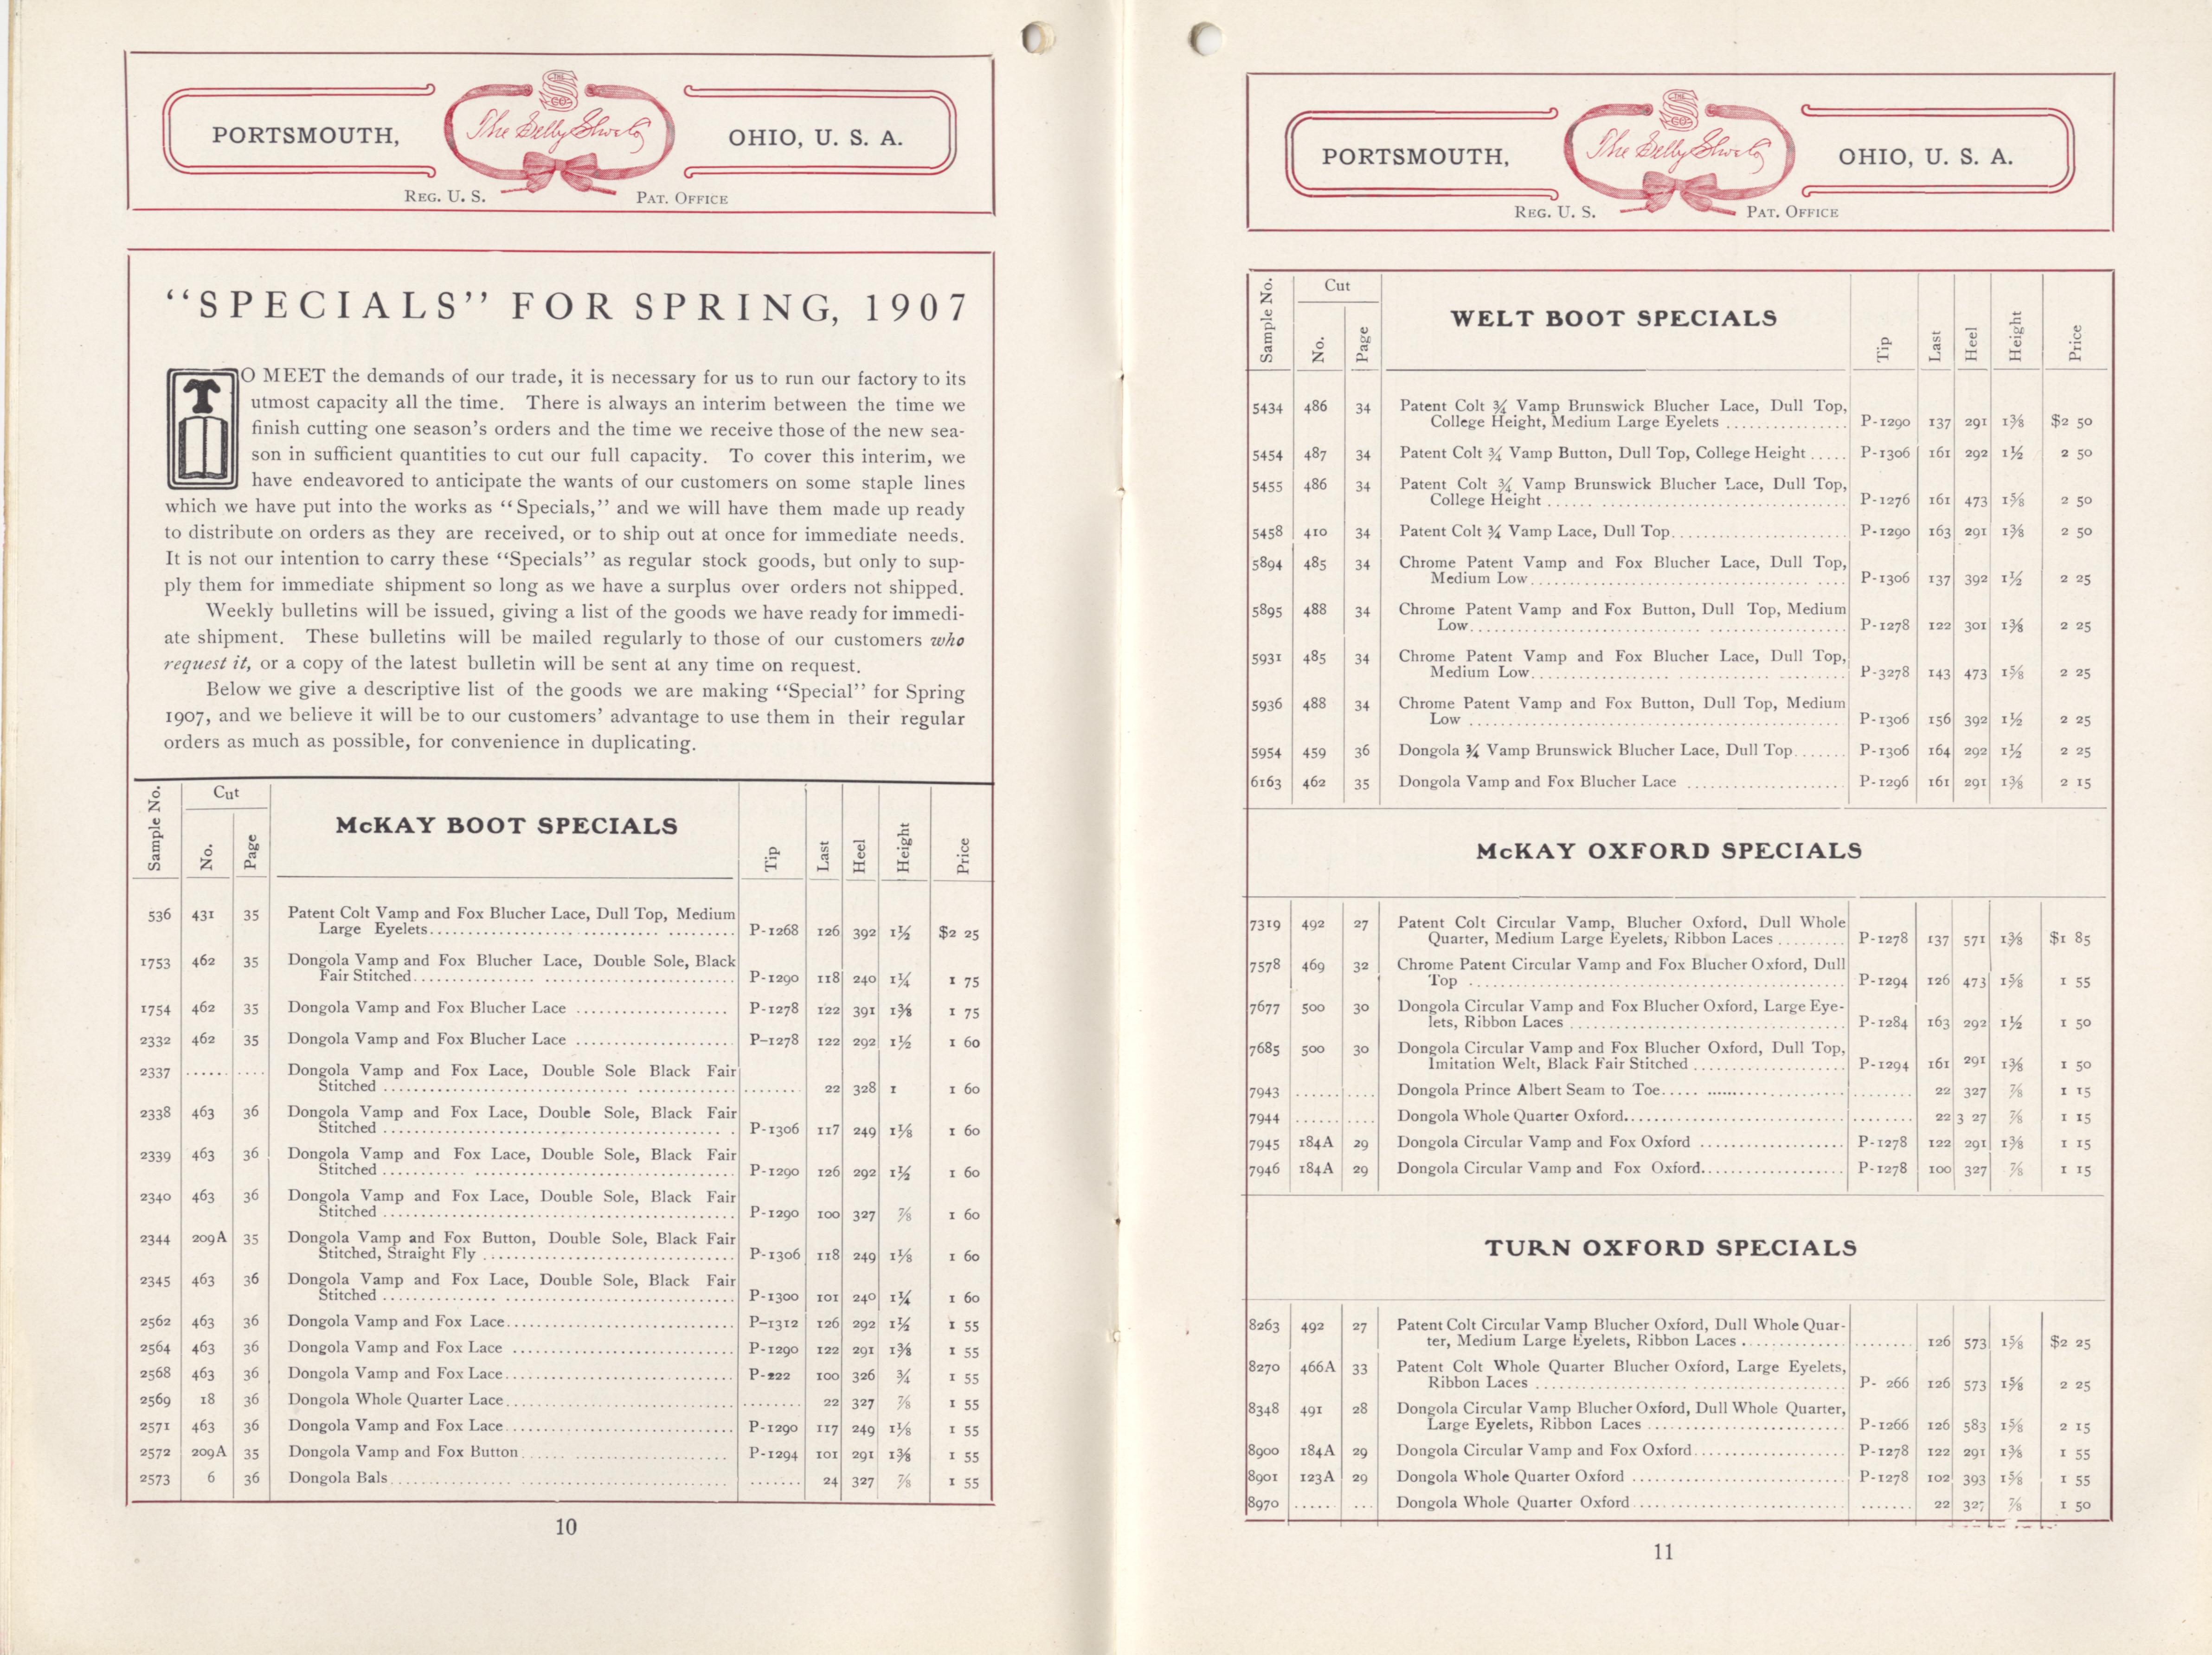 PORTSMOUTH,
THE S CO.
The Selby Shoe Co
OHIO, U. S. A.
REG. U. S.
PAT. OFFICE
“SPECIALS” FOR SPRING, 1907
TO MEET the demands of our trade, it is necessary for us to run our factory to its
utmost capacity all the time. There is always an interim between the time we
finish cutting one season’s orders and the time we receive those of the new sea-
son in sufficient quantities to cut our full capacity. To cover this interim, we
have endeavored to anticipate the wants of our customers on some staple lines
which we have put into the works as “Specials,” and we will have them made up ready
to distribute on orders as they are received, or to ship out at once for immediate needs.
It is not our intention to carry these “Specials” as regular stock goods, but only to sup-
ply them for immediate shipment so long as we have a surplus over orders not shipped.
Weekly bulletins will be issued, giving a list of the goods we have ready for immedi-
ate shipment. These bulletins will be mailed regularly to those of our customers who
request it, or a copy of the latest bulletin will be sent at any time on request.
Below we give a descriptive list of the goods we are making “Special” for Spring
1907, and we believe it will be to our customers’ advantage to use them in their regular
orders as much as possible, for convenience in duplicating.
Sample No. Cut No. Page McKAY BOOT SPECIALS Tip Last Heel Height Price
536 431 35 Patent Colt Vamp and Fox Blucher Lace, Dull Top, Medium
Large Eyelets.......... P-1268 126 392 1½ $2 25
1753 462 35 Dongola Vamp and Fox Blucher Lace, Double Sole, Black
Fair Stitched.......... P-1290 118 240 1¼ 1 75
1754 462 35 Dongola Vamp and Fox Blucher Lace .......... P-1278 122 391 1⅜ 1 75
2332 462 35 Dongola Vamp and Fox Blucher Lace .......... P-1278 122 292 1½ 1 60
2337 ...... .... Dongola Vamp and Fox Lace, Double Sole Black Fair
Stitched .......... ........ 22 328 1 1 60
2338 463 36 Dongola Vamp and Fox Lace, Double Sole, Black Fair
Stitched .......... P-1306 117 249 1⅛ 1 60
2339 463 36 Dongola Vamp and Fox Lace, Double Sole, Black Fair
Stitched .......... P-1290 126 292 1½ 1 60
2340 463 36 Dongola Vamp and Fox Lace, Double Sole, Black Fair
Stitched .......... P-1290 100 327 ⅞ 1 60
2344 209A 35 Dongola Vamp and Fox Button, Double Sole, Black Fair
Stitched, Straight Fly .......... P-1306 118 249 1⅛ 1 60
2345 463 36 Dongola Vamp and Fox Lace, Double Sole, Black Fair
Stitched .......... P-1300 101 240 1¼ 1 60
2562 463 36 Dongola Vamp and Fox Lace.......... P-1312 126 292 1½ 1 55
2564 463 36 Dongola Vamp and Fox Lace .......... P-1290 122 291 1⅜ 1 55
2568 463 36 Dongola Vamp and Fox Lace.......... P-222 100 326 ¾ 1 55
2569 18 36 Dongola Whole Quarter Lace.......... ........ 22 327 ⅞ 1 55
2571 463 36 Dongola Vamp and Fox Lace.......... P-1290 117 249 1⅛ 1 55
2572 209A 35 Dongola Vamp and Fox Button.......... P-1294 101 291 1⅜ 1 55
2573 6 36 Dongola Bals.......... ....... 24 327 ⅞ 1 55
10
PORTSMOUTH,
THE S CO.
The Selby Shoe Co
OHIO, U. S. A.
REG. U. S.
PAT. OFFICE
Sample No. Cut No. Page WELT BOOT SPECIALS Tip Last Heel Height Price
5434 486 34 Patent Colt ¾ Vamp Brunswick Blucher Lace, Dull Top,
College Height, Medium Large Eyelets .......... P-1290 137 291 1⅜ $2 50
5454 487 34 Patent Colt ¾ Vamp Button, Dull Top, College Height ..... P-1306 161 292 1½ 2 50
5455 486 34 Patent Colt ¾ Vamp Brunswick Blucher Lace, Dull Top,
College Height .......... P-1276 161 473 1⅝ 2 50
5458 410 34 Patent Colt ¾ Vamp Lace, Dull Top.......... P-1290 163 291 1⅜ 2 50
5894 485 34 Chrome Patent Vamp and Fox Blucher Lace, Dull Top,
Medium Low.......... P-1306 137 392 1½ 2 25
5895 488 34 Chrome Patent Vamp and Fox Button, Dull Top, Medium
Low.......... P-1278 122 301 1⅜ 2 25
5931 485 34 Chrome Patent Vamp and Fox Blucher Lace, Dull Top,
Medium Low.......... P-3278 143 473 1⅝ 2 25
5936 488 34 Chrome Patent Vamp and Fox Button, Dull Top, Medium
Low .......... P-1306 156 392 1½ 2 25
5954 459 36 Dongola ¾ Vamp Brunswick Blucher Lace, Dull Top....... P-1306 164 292 1½ 2 25
6163 462 35 Dongola Vamp and Fox Blucher Lace .......... P-1296 161 291 1⅜ 2 15
McKAY OXFORD SPECIALS
7319 492 27 Patent Colt Circular Vamp, Blucher Oxford, Dull Whole
Quarter, Medium Large Eyelets, Ribbon Laces ......... P-1278 137 571 1⅜ $1 85
7578 469 32 Chrome Patent Circular Vamp and Fox Blucher Oxford, Dull
Top .......... P-1294 126 473 1⅝ 1 55
7677 500 30 Dongola Circular Vamp and Fox Blucher Oxford, Large Eye-
lets, Ribbon Laces .......... P-1284 163 292 1½ 1 50
7685 500 30 Dongola Circular Vamp and Fox Blucher Oxford, Dull Top,
Imitation Welt, Black Fair Stitched .......... P-1294 161 291 1⅜ 1 50
7943 ...... .... Dongola Prince Albert Seam to Toe.......... ........ 22 327 ⅞ 1 15
7944 ...... .... Dongola Whole Quarter Oxford.......... ........ 22 3 27 ⅞ 1 15
7945 184A 29 Dongola Circular Vamp and Fox Oxford .......... P-1278 122 291 1⅜ 1 15
7946 184A 29 Dongola Circular Vamp and Fox Oxford.......... P-1278 100 327 ⅞ 1 15
TURN OXFORD SPECIALS
8263 492 27 Patent Colt Circular Vamp Blucher Oxford, Dull Whole Quar-
ter, Medium Large Eyelets, Ribbon Laces .......... ........ 126 573 1⅝ $2 25
8270 466A 33 Patent Colt Whole Quarter Blucher Oxford, Large Eyelets,
Ribbon Laces .......... P- 266 126 573 1⅝ 2 25
8348 491 28 Dongola Circular Vamp Blucher Oxford, Dull Whole Quarter,
Large Eyelets, Ribbon Laces .......... P-1266 126 583 1⅝ 2 15
8900 184A 29 Dongola Circular Vamp and Fox Oxford.......... P-1278 122 291 1⅜ 1 55
8901 123A 29 Dongola Whole Quarter Oxford .......... P-1278 102 393 1⅝ 1 55
8970 ..... ... Dongola Whole Quarter Oxford.......... ....... 22 327 ⅞ 1 50
11